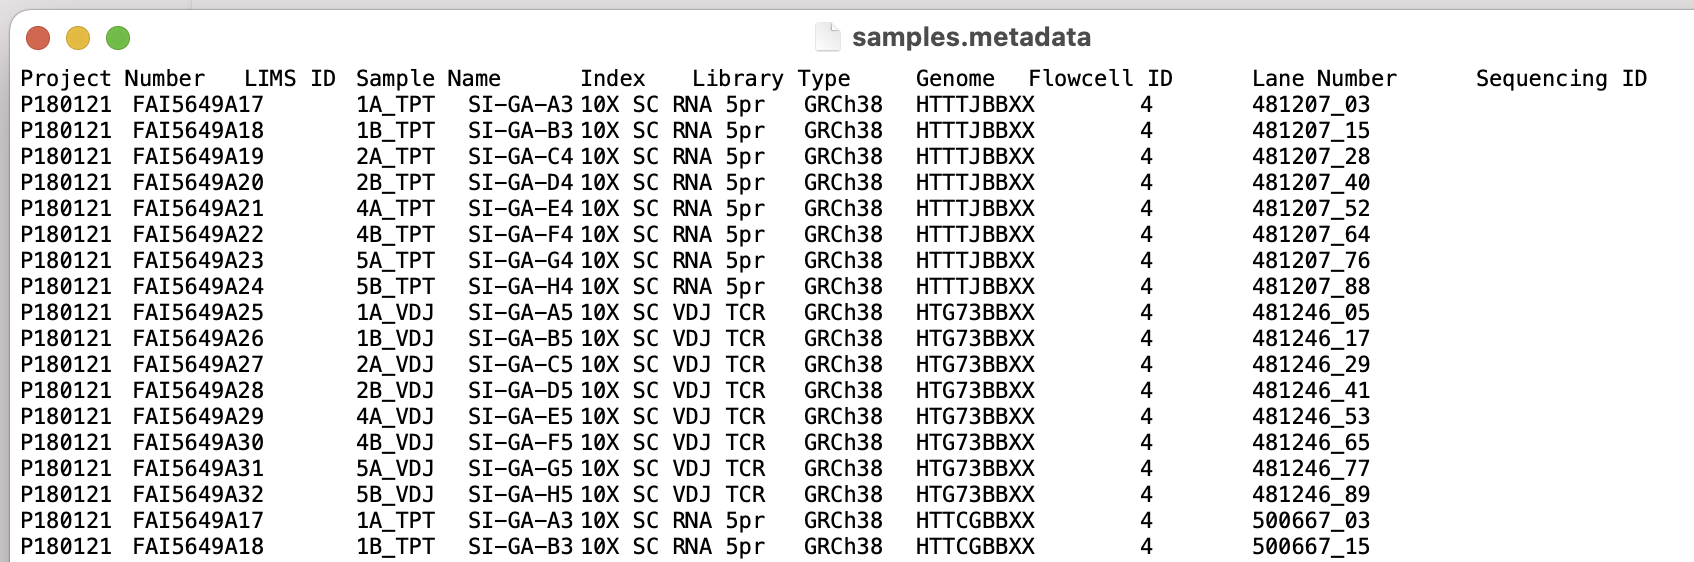 samples.metadata
Project Number LIMS ID Sample Name Index Library Type Genome Flowcell ID Lane Number Sequencing ID
P180121 FAI5649A17 1A_TPT SI-GA-A3 10X SC RNA 5pr GRCh38 HTTTJBBXX 4 481207_03
P180121 FAI5649A18 1B_TPT SI-GA-B3 10X SC RNA 5pr GRCh38 HTTTJBBXX 4 481207_15
P180121 FAI5649A19 2A_TPT SI-GA-C4 10X SC RNA 5pr GRCh38 HTTTJBBXX 4 481207_28
P180121 FAI5649A20 2B_TPT SI-GA-D4 10X SC RNA 5pr GRCh38 HTTTJBBXX 4 481207_40
P180121 FAI5649A21 4A_TPT SI-GA-E4 10X SC RNA 5pr GRCh38 HTTTJBBXX 4 481207_52
P180121 FAI5649A22 4B_TPT SI-GA-F4 10X SC RNA 5pr GRCh38 HTTTJBBXX 4 481207_64
P180121 FAI5649A23 5A_TPT SI-GA-G4 10X SC RNA 5pr GRCh38 HTTTJBBXX 4 481207_76
P180121 FAI5649A24 5B_TPT SI-GA-H4 10X SC RNA 5pr GRCh38 HTTTJBBXX 4 481207_88
P180121 FAI5649A25 1A_VDJ SI-GA-A5 10X SC VDJ TCR GRCh38 HTG73BBXX 4 481246_05
P180121 FAI5649A26 1B_VDJ SI-GA-B5 10X SC VDJ TCR GRCh38 HTG73BBXX 4 481246_17
P180121 FAI5649A27 2A_VDJ SI-GA-C5 10X SC VDJ TCR GRCh38 HTG73BBXX 4 481246_29
P180121 FAI5649A28 2B_VDJ SI-GA-D5 10X SC VDJ TCR GRCh38 HTG73BBXX 4 481246_41
P180121 FAI5649A29 4A_VDJ SI-GA-E5 10X SC VDJ TCR GRCh38 HTG73BBXX 4 481246_53
P180121 FAI5649A30 4B_VDJ SI-GA-F5 10X SC VDJ TCR GRCh38 HTG73BBXX 4 481246_65
P180121 FAI5649A31 5A_VDJ SI-GA-G5 10X SC VDJ TCR GRCh38 HTG73BBXX 4 481246_77
P180121 FAI5649A32 5B_VDJ SI-GA-H5 10X SC VDJ TCR GRCh38 HTG73BBXX 4 481246_89
P180121 FAI5649A17 1A_TPT SI-GA-A3 10X SC RNA 5pr GRCh38 HTTCGBBXX 4 500667_03
P180121 FAI5649A18 1B_TPT SI-GA-B3 10X SC RNA 5pr GRCh38 HTTCGBBXX 4 500667_15